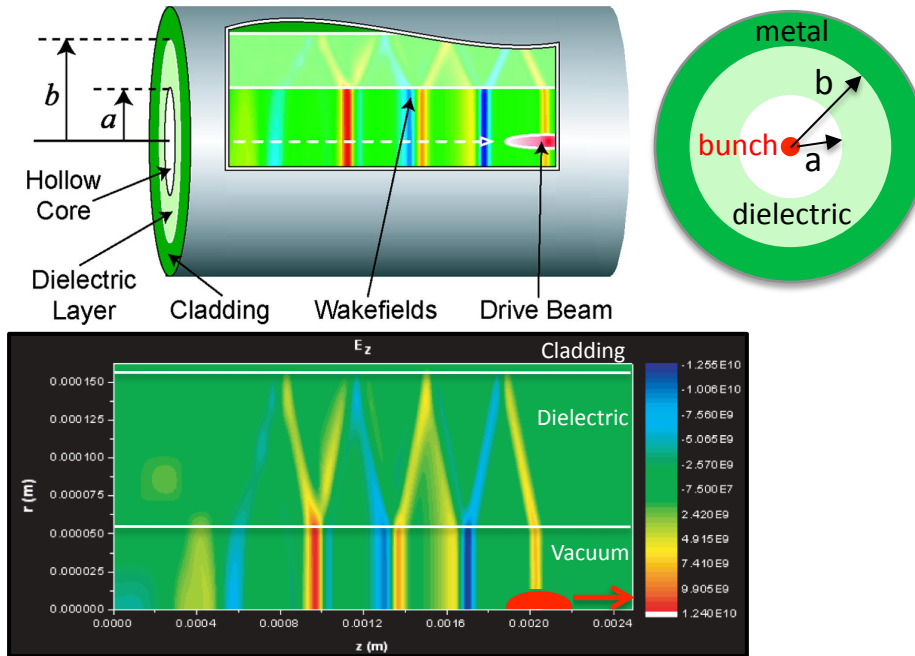 b
a
Hollow
Core
Dielectric
Layer
Cladding
Wakefields
Drive Beam
metal
b
bunch
a
dielectric
E_z
Cladding
Dielectric
Vacuum
r (m)
0.000150
0.000125
0.000100
0.000075
0.000050
0.000025
0.000000
0.0000
0.0004
0.0008
0.0012
0.0016
0.0020
0.0024
z (m)
-1.255E10
-1.006E10
-7.560E9
-5.065E9
-2.570E9
-7.500E7
2.420E9
4.915E9
7.410E9
9.905E9
1.240E10